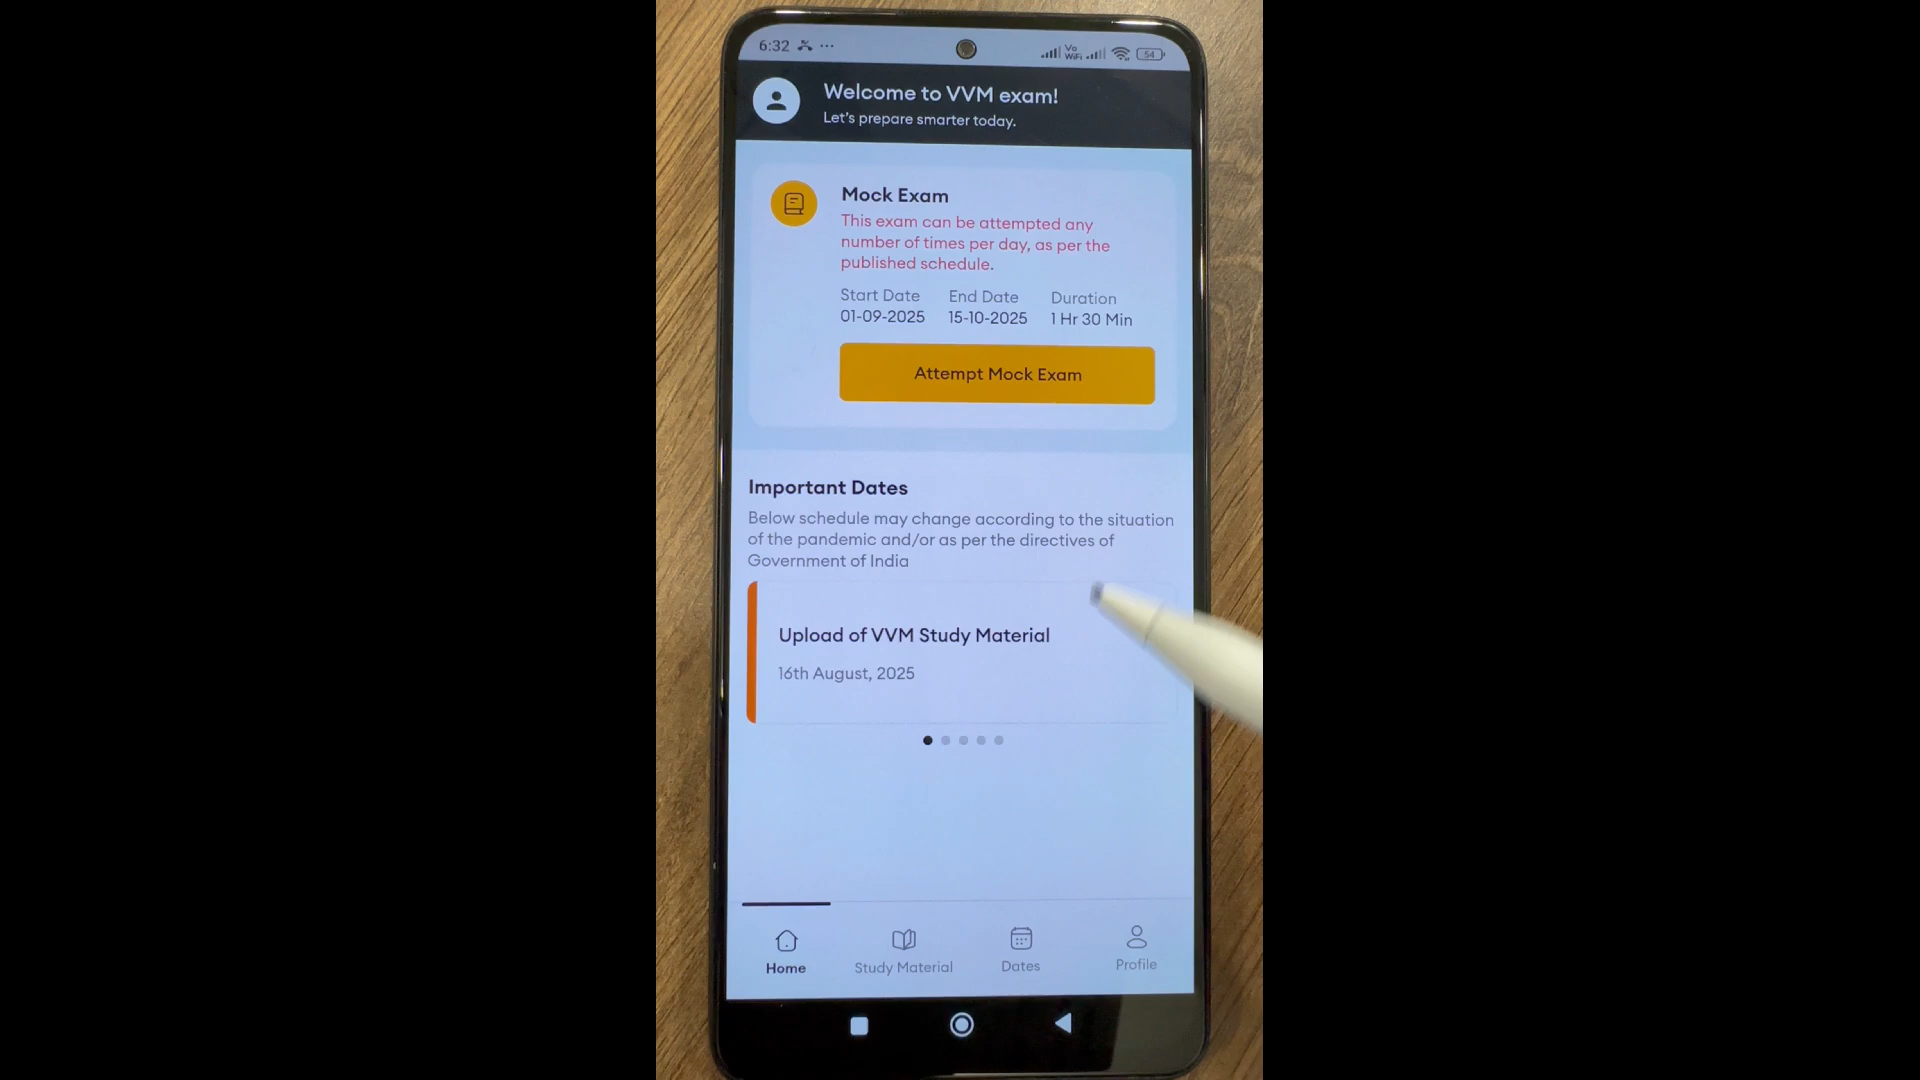 6:32
Vo
WiFi
54
Welcome to VVM exam!
Let's prepare smarter today.
Mock Exam
This exam can be attempted any
number of times per day, as per the
published schedule.
Start Date End Date Duration
01-09-2025 15-10-2025 1 Hr 30 Min
Attempt Mock Exam
Important Dates
Below schedule may change according to the situation
of the pandemic and/or as per the directives of
Government of India
Upload of VVM Study Material
16th August, 2025
Home Study Material Dates Profile